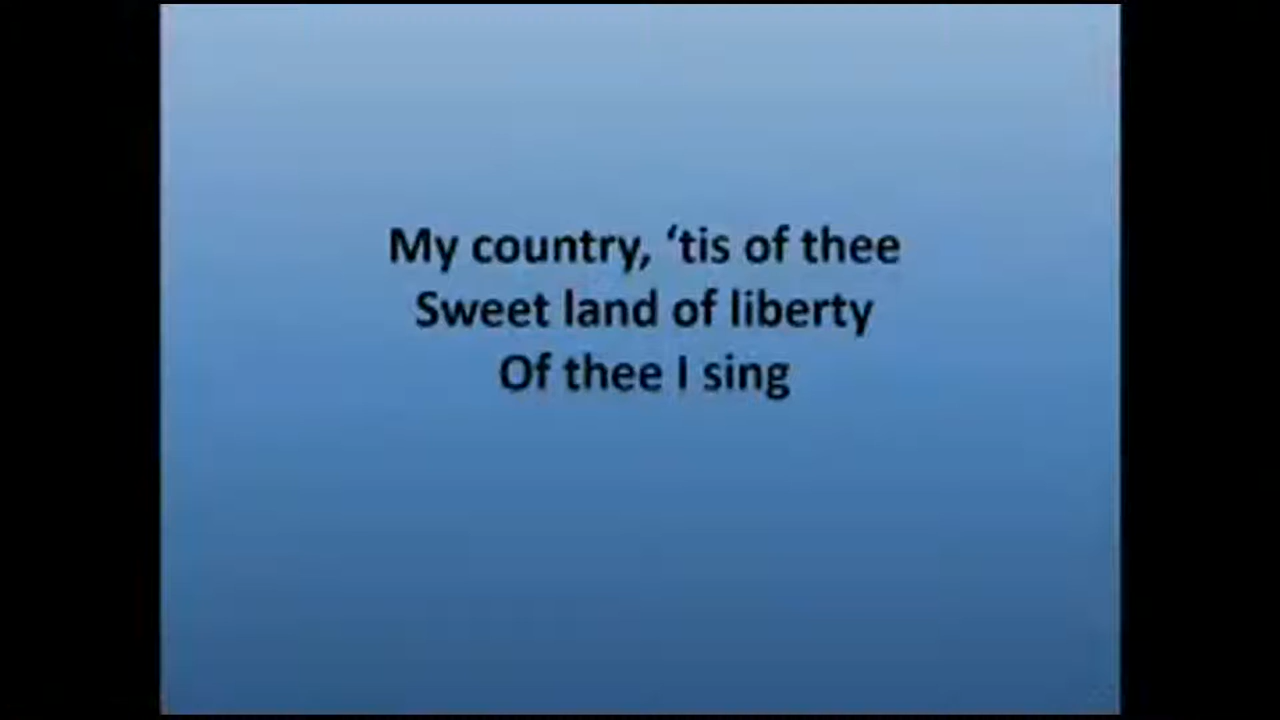 My country, ‘tis of thee
Sweet land of liberty
Of thee I sing